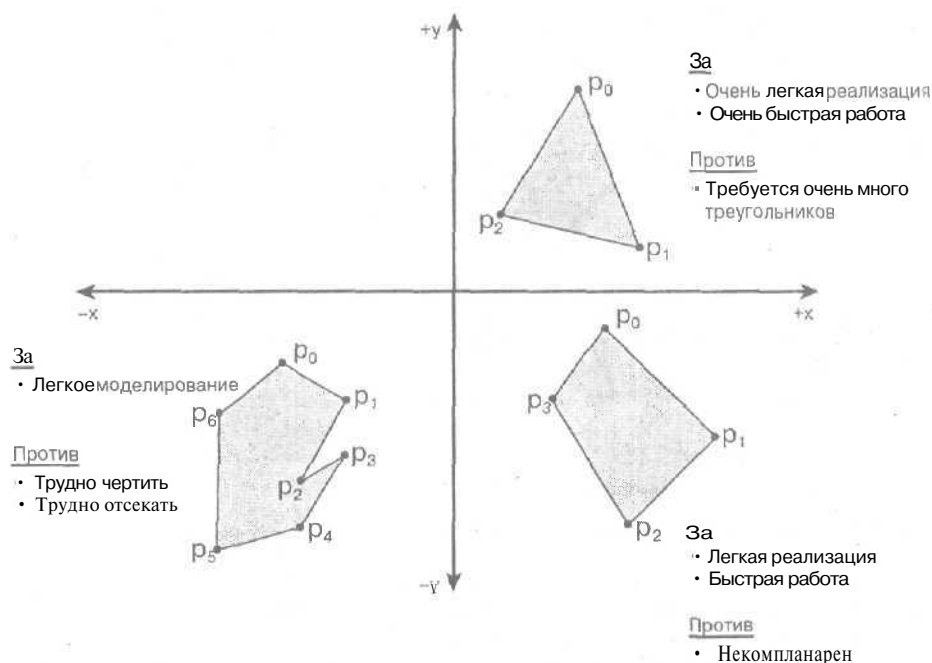 +y
За
• Очень легкая реализация
• Очень быстрая работа
Против
• Требуется очень много
треугольников
p0
p2
p1
-x
+x
За
• Легкое моделирование
Против
• Трудно чертить
• Трудно отсекать
p0
p1
p6
p3
p2
p4
p5
p0
p3
p1
p2
-Y
За
• Легкая реализация
• Быстрая работа
Против
• Некомпланарен